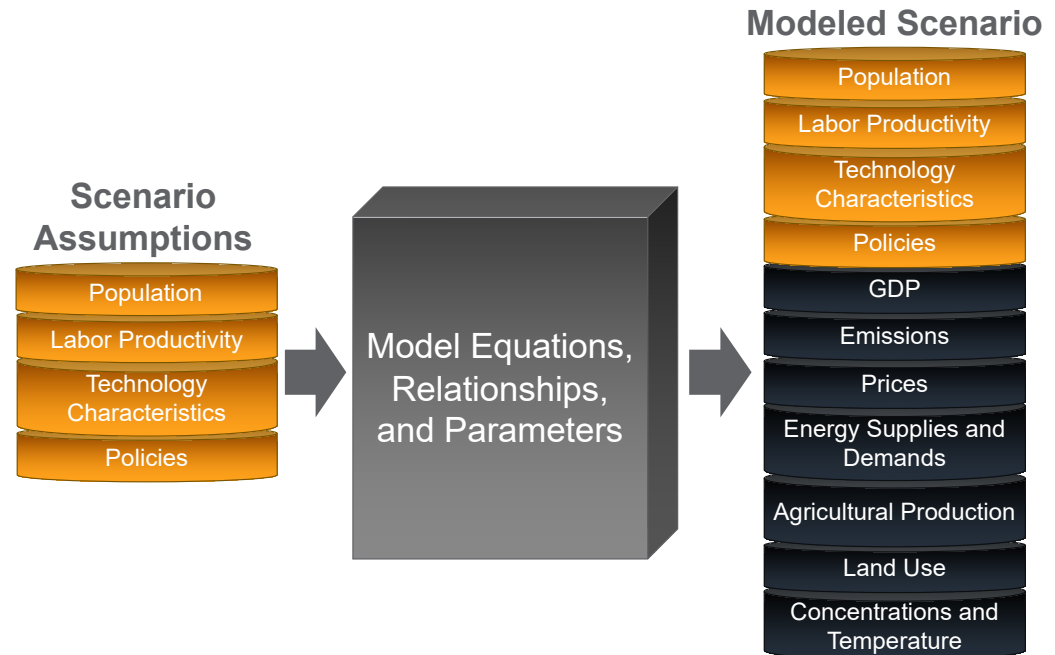 Scenario
Assumptions
Population
Labor Productivity
Technology
Characteristics
Policies
Model Equations,
Relationships,
and Parameters
Modeled Scenario
Population
Labor Productivity
Technology
Characteristics
Policies
GDP
Emissions
Prices
Energy Supplies and
Demands
Agricultural Production
Land Use
Concentrations and
Temperature